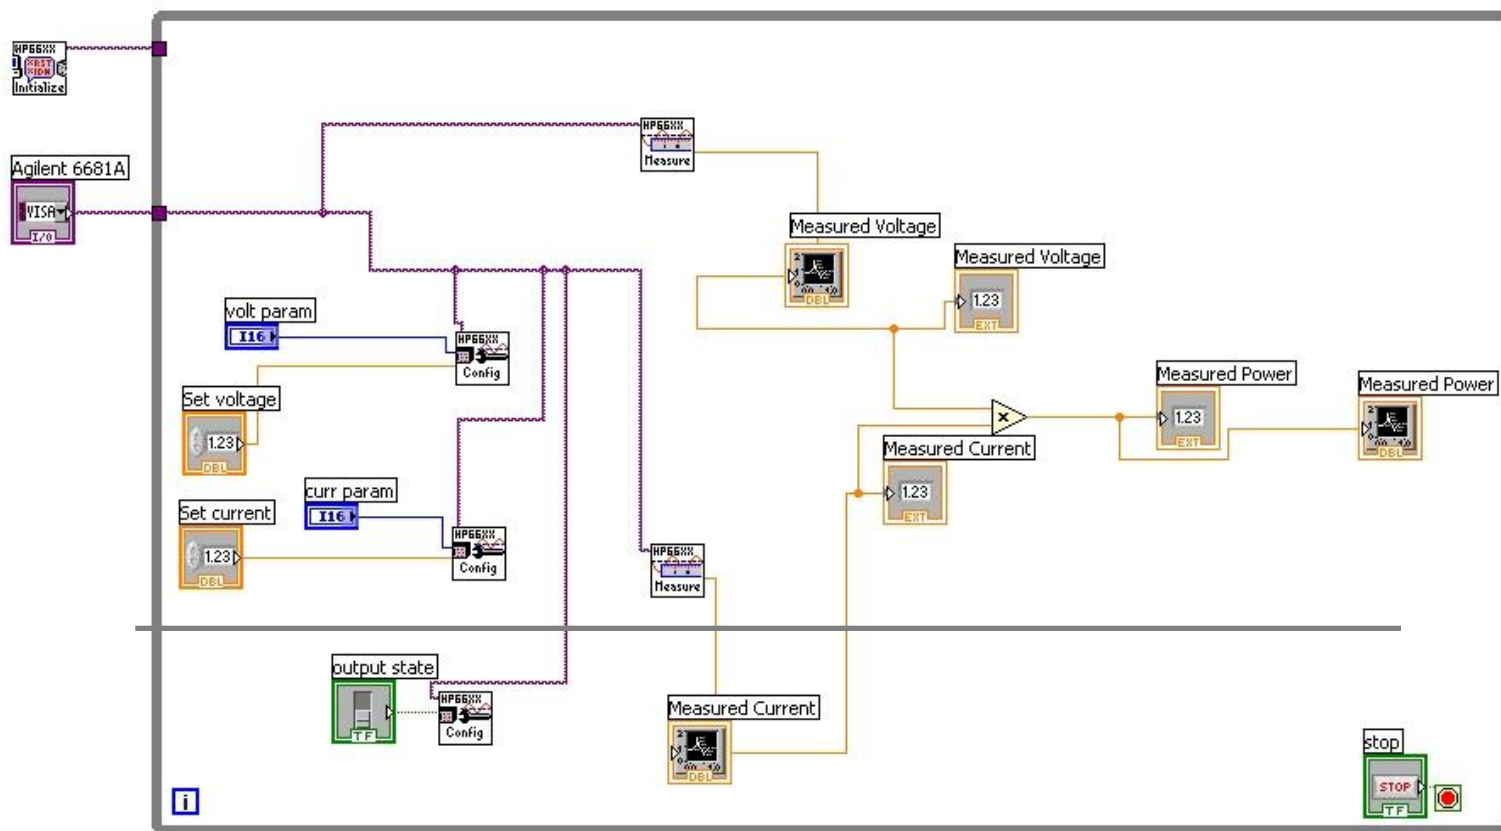 HP66XX
*RST
*IDN
Initialize
Agilent 6681A
VISA
I/O
HP66XX
Measure
Measured Voltage
DBL
Measured Voltage
1.23
EXT
volt param
I16
HP66XX
Config
Set voltage
1.23
DBL
Measured Power
1.23
EXT
Measured Power
DBL
x
Measured Current
1.23
EXT
curr param
I16
Set current
1.23
DBL
HP66XX
Config
HP66XX
Measure
output state
TF
HP66XX
Config
Measured Current
DBL
stop
STOP
TF
i